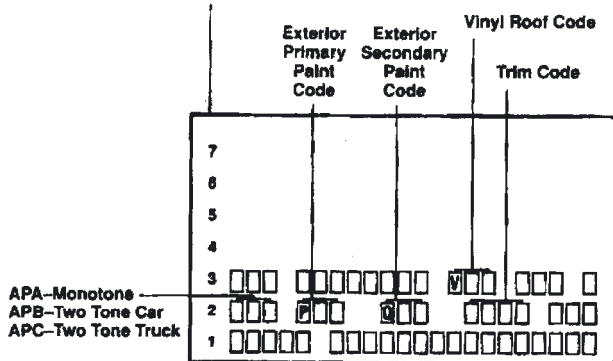 Vinyl Roof Code
Exterior
Primary
Paint
Code
Exterior
Secondary
Paint
Code
Trim Code
7
6
5
4
3
V
APA-Monotone
APB-Two Tone Car
APC-Two Tone Truck
2
P
Q
1